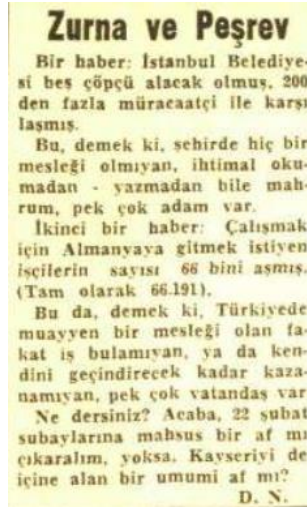 Zurna ve Peşrev
Bir haber: İstanbul Belediye-
si beş çöpçü alacak olmuş, 200
den fazla müracaatçi ile karşı
laşmış.
Bu, demek ki, şehirde hiç bir
mesleği olmıyan, ihtimal oku-
madan - yazmadan bile mah-
rum, pek çok adam var.
İkinci bir haber: Çalışmak
için Almanyaya gitmek istiyen
işçilerin sayısı 66 bini aşmış.
(Tam olarak 66.191).
Bu da, demek ki, Türkiyede
muayyen bir mesleği olan fa-
kat iş bulamıyan, ya da ken-
dini geçindirecek kadar kaza-
namıyan, pek çok vatandaş var
Ne dersiniz? Acaba, 22 şubat
subaylarına mahsus bir af mı
çıkaralım, yoksa, Kayseriyi de
içine alan bir umumi af mı?
D. N.